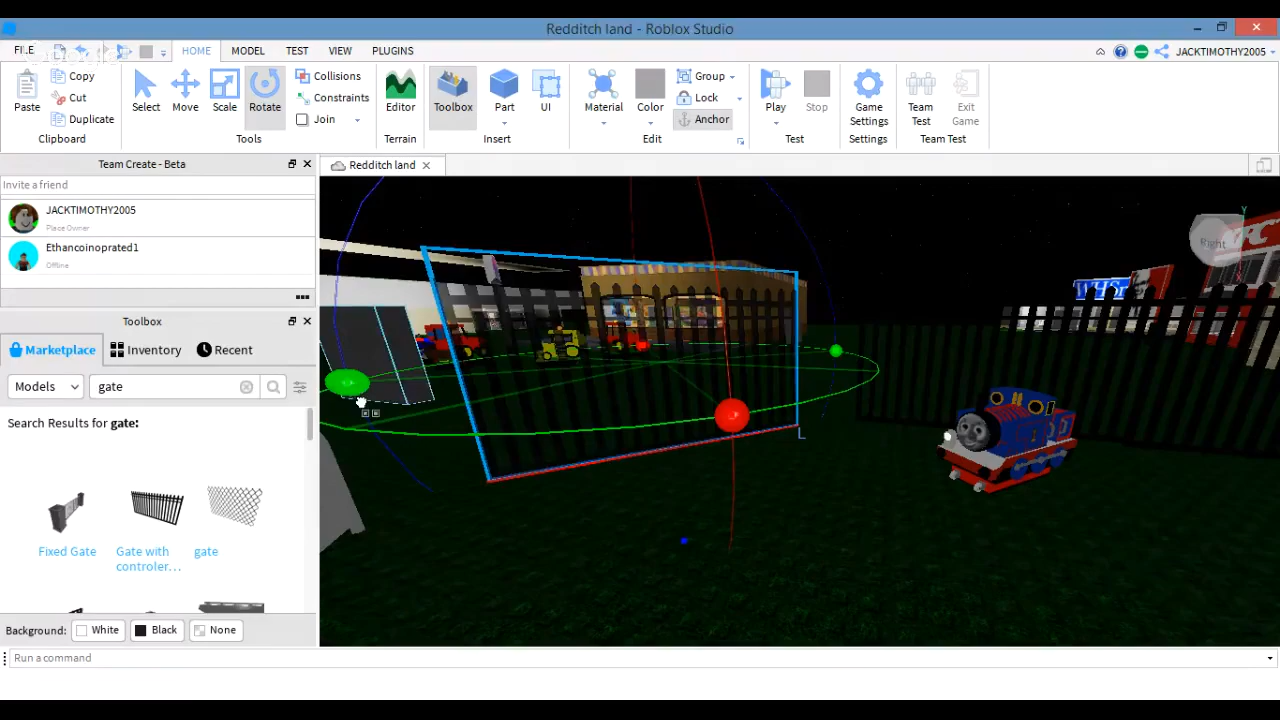 Redditch land - Roblox Studio
FILE HOME MODEL TEST VIEW PLUGINS JACKTIMOTHY2005
Paste Copy Cut Duplicate
Clipboard
Select Move Scale Rotate Collisions Constraints Join
Tools
Editor
Terrain
Toolbox Part UI
Insert
Material Color Group Lock Anchor
Edit
Play Stop
Test
Game Settings
Settings
Team Test Exit Game
Team Test
Team Create - Beta
Invite a friend
JACKTIMOTHY2005
Place Owner
Ethancoinoprated1
Offline
Toolbox
Marketplace Inventory Recent
Models gate
Search Results for gate:
Fixed Gate
Gate with controler...
gate
Background: White Black None
Run a command
Redditch land
Right
Y
L